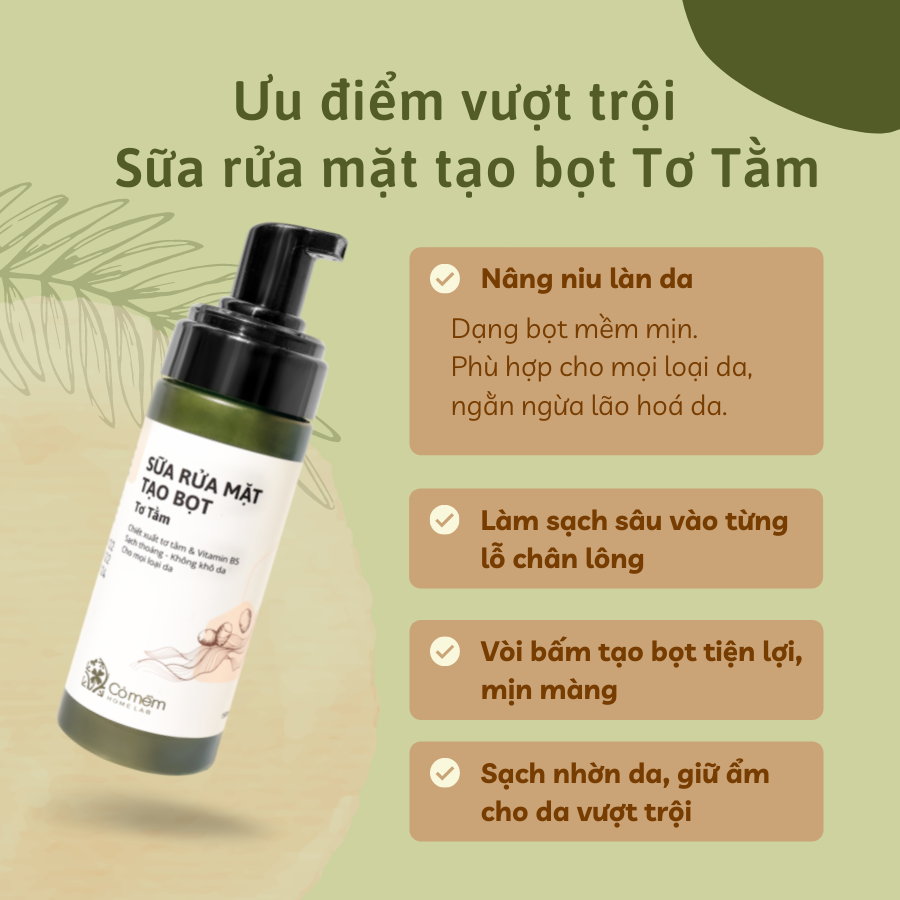 Ưu điểm vượt trội
Sữa rửa mặt tạo bọt Tơ Tằm
Nâng niu làn da
Dạng bọt mềm mịn.
Phù hợp cho mọi loại da,
ngằn ngừa lão hoá da.
Làm sạch sâu vào từng
lỗ chân lông
Vòi bấm tạo bọt tiện lợi,
mịn màng
Sạch nhờn da, giữ ẩm
cho da vượt trội
SỮA RỬA MẶT
TẠO BỌT
Tơ Tằm
Chiết xuất tơ tằm & Vitamin B5
Sạch thoáng - Không khô da
Cho mọi loại da
Cỏ mềm
HOME LAB